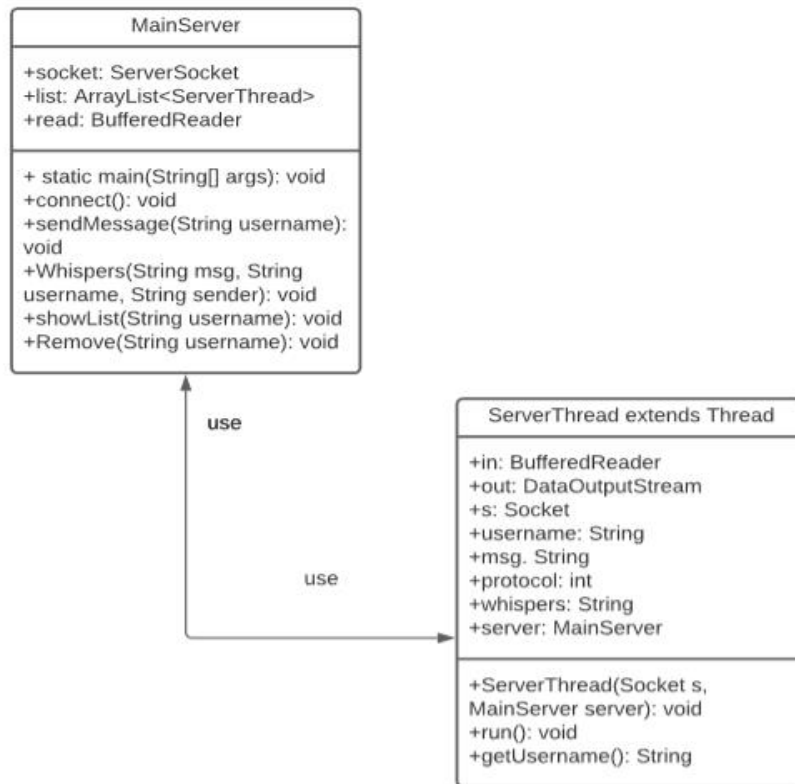 MainServer
+socket: ServerSocket
+list: ArrayList<ServerThread>
+read: BufferedReader
+ static main(String[] args): void
+connect(): void
+sendMessage(String username):
void
+Whispers(String msg, String
username, String sender): void
+showList(String username): void
+Remove(String username): void
use
use
ServerThread extends Thread
+in: BufferedReader
+out: DataOutputStream
+s: Socket
+username: String
+msg. String
+protocol: int
+whispers: String
+server: MainServer
+ServerThread(Socket s,
MainServer server): void
+run(): void
+getUsername(): String